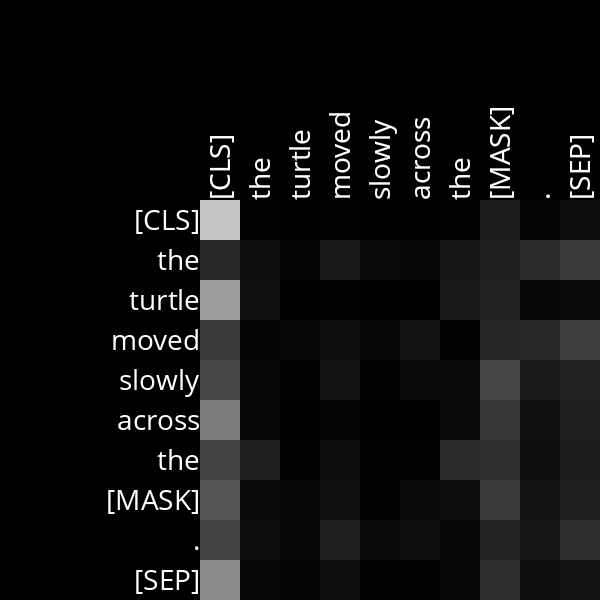 [CLS] the turtle moved slowly across the [MASK] . [SEP]
[CLS]
the
turtle
moved
slowly
across
the
[MASK]
.
[SEP]